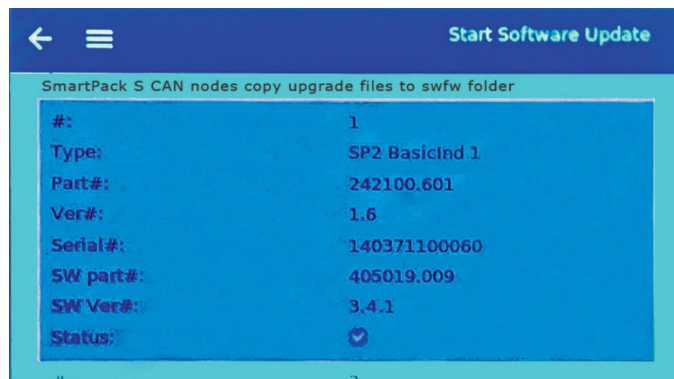 Start Software Update
SmartPack S CAN nodes copy upgrade files to swfw folder
#: 1
Type: SP2 BasicInd 1
Part#: 242100.601
Ver#: 1.6
Serial#: 140371100060
SW part#: 405019.009
SW Ver#: 3.4.1
Status: